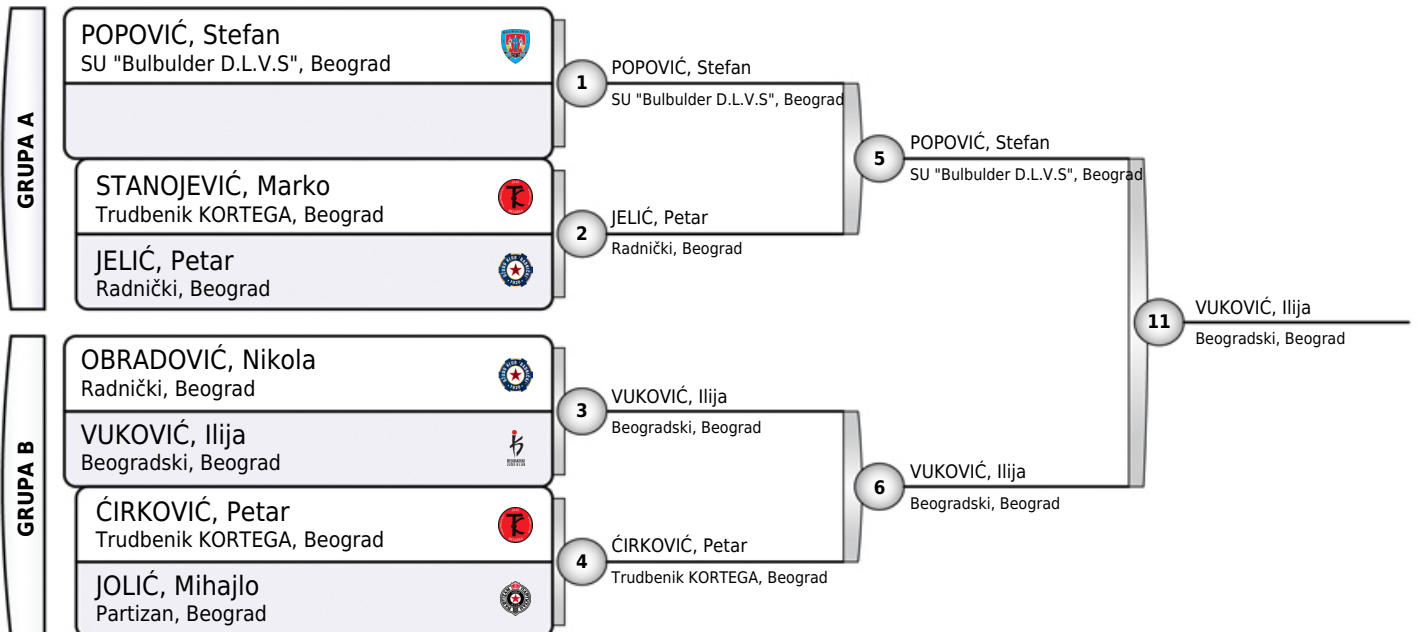 GRUPA A
POPOVIĆ, Stefan
SU "Bulbulder D.L.V.S", Beograd
STANOJEVIĆ, Marko
Trudbenik KORTEGA, Beograd
JELIĆ, Petar
Radnički, Beograd
GRUPA B
OBRADOVIĆ, Nikola
Radnički, Beograd
VUKOVIĆ, Ilija
Beogradski, Beograd
ĆIRKOVIĆ, Petar
Trudbenik KORTEGA, Beograd
JOLIĆ, Mihajlo
Partizan, Beograd
1
POPOVIĆ, Stefan
SU "Bulbulder D.L.V.S", Beograd
2
JELIĆ, Petar
Radnički, Beograd
3
VUKOVIĆ, Ilija
Beogradski, Beograd
4
ĆIRKOVIĆ, Petar
Trudbenik KORTEGA, Beograd
5
POPOVIĆ, Stefan
SU "Bulbulder D.L.V.S", Beograd
6
VUKOVIĆ, Ilija
Beogradski, Beograd
11
VUKOVIĆ, Ilija
Beogradski, Beograd